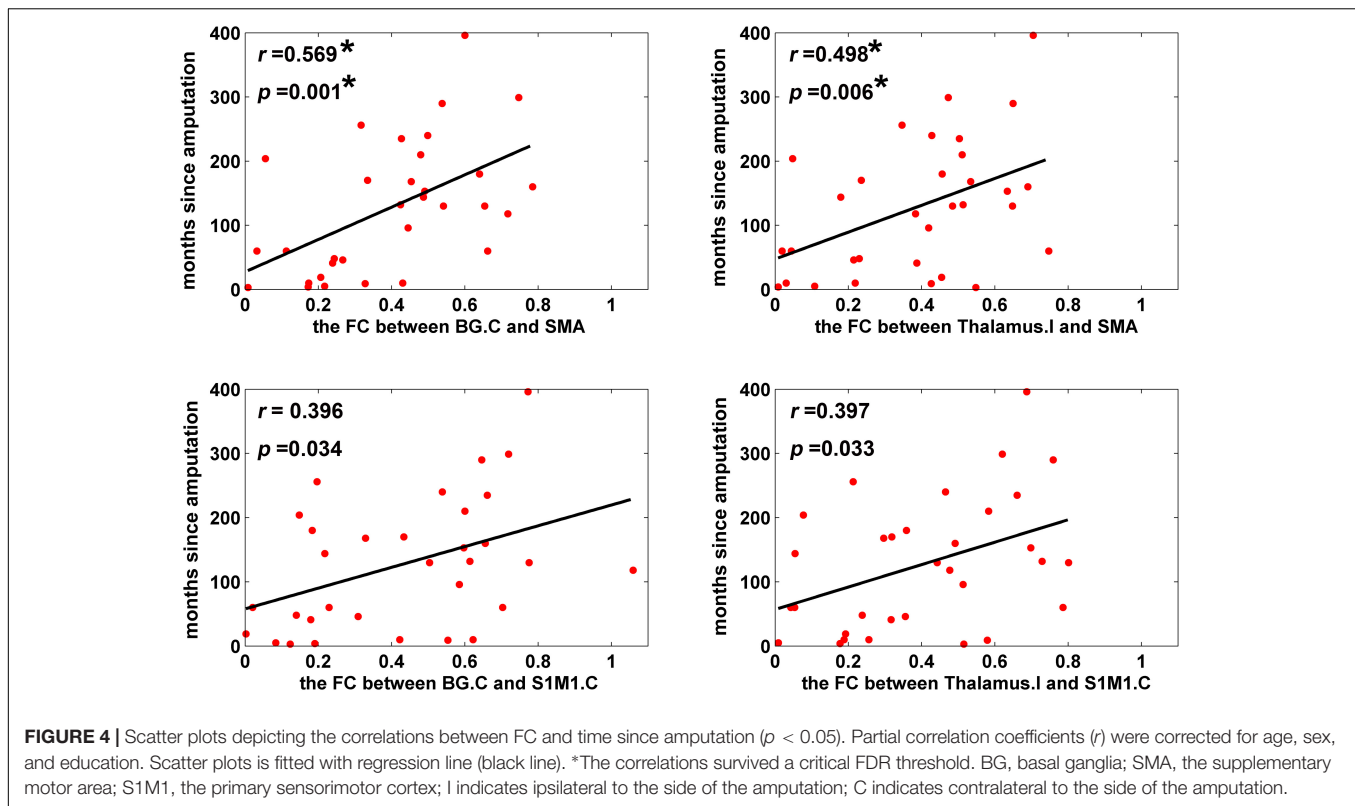 400
300
200
100
0
months since amputation
r =0.569*
p =0.001*
0 0.2 0.4 0.6 0.8 1
the FC between BG.C and SMA
400
300
200
100
0
months since amputation
r =0.498*
p =0.006*
0 0.2 0.4 0.6 0.8 1
the FC between Thalamus.I and SMA
400
300
200
100
0
months since amputation
r = 0.396
p =0.034
0 0.2 0.4 0.6 0.8 1
the FC between BG.C and S1M1.C
400
300
200
100
0
months since amputation
r =0.397
p =0.033
0 0.2 0.4 0.6 0.8 1
the FC between Thalamus.I and S1M1.C
FIGURE 4 | Scatter plots depicting the correlations between FC and time since amputation (p < 0.05). Partial correlation coefficients (r) were corrected for age, sex,
and education. Scatter plots is fitted with regression line (black line). *The correlations survived a critical FDR threshold. BG, basal ganglia; SMA, the supplementary
motor area; S1M1, the primary sensorimotor cortex; I indicates ipsilateral to the side of the amputation; C indicates contralateral to the side of the amputation.